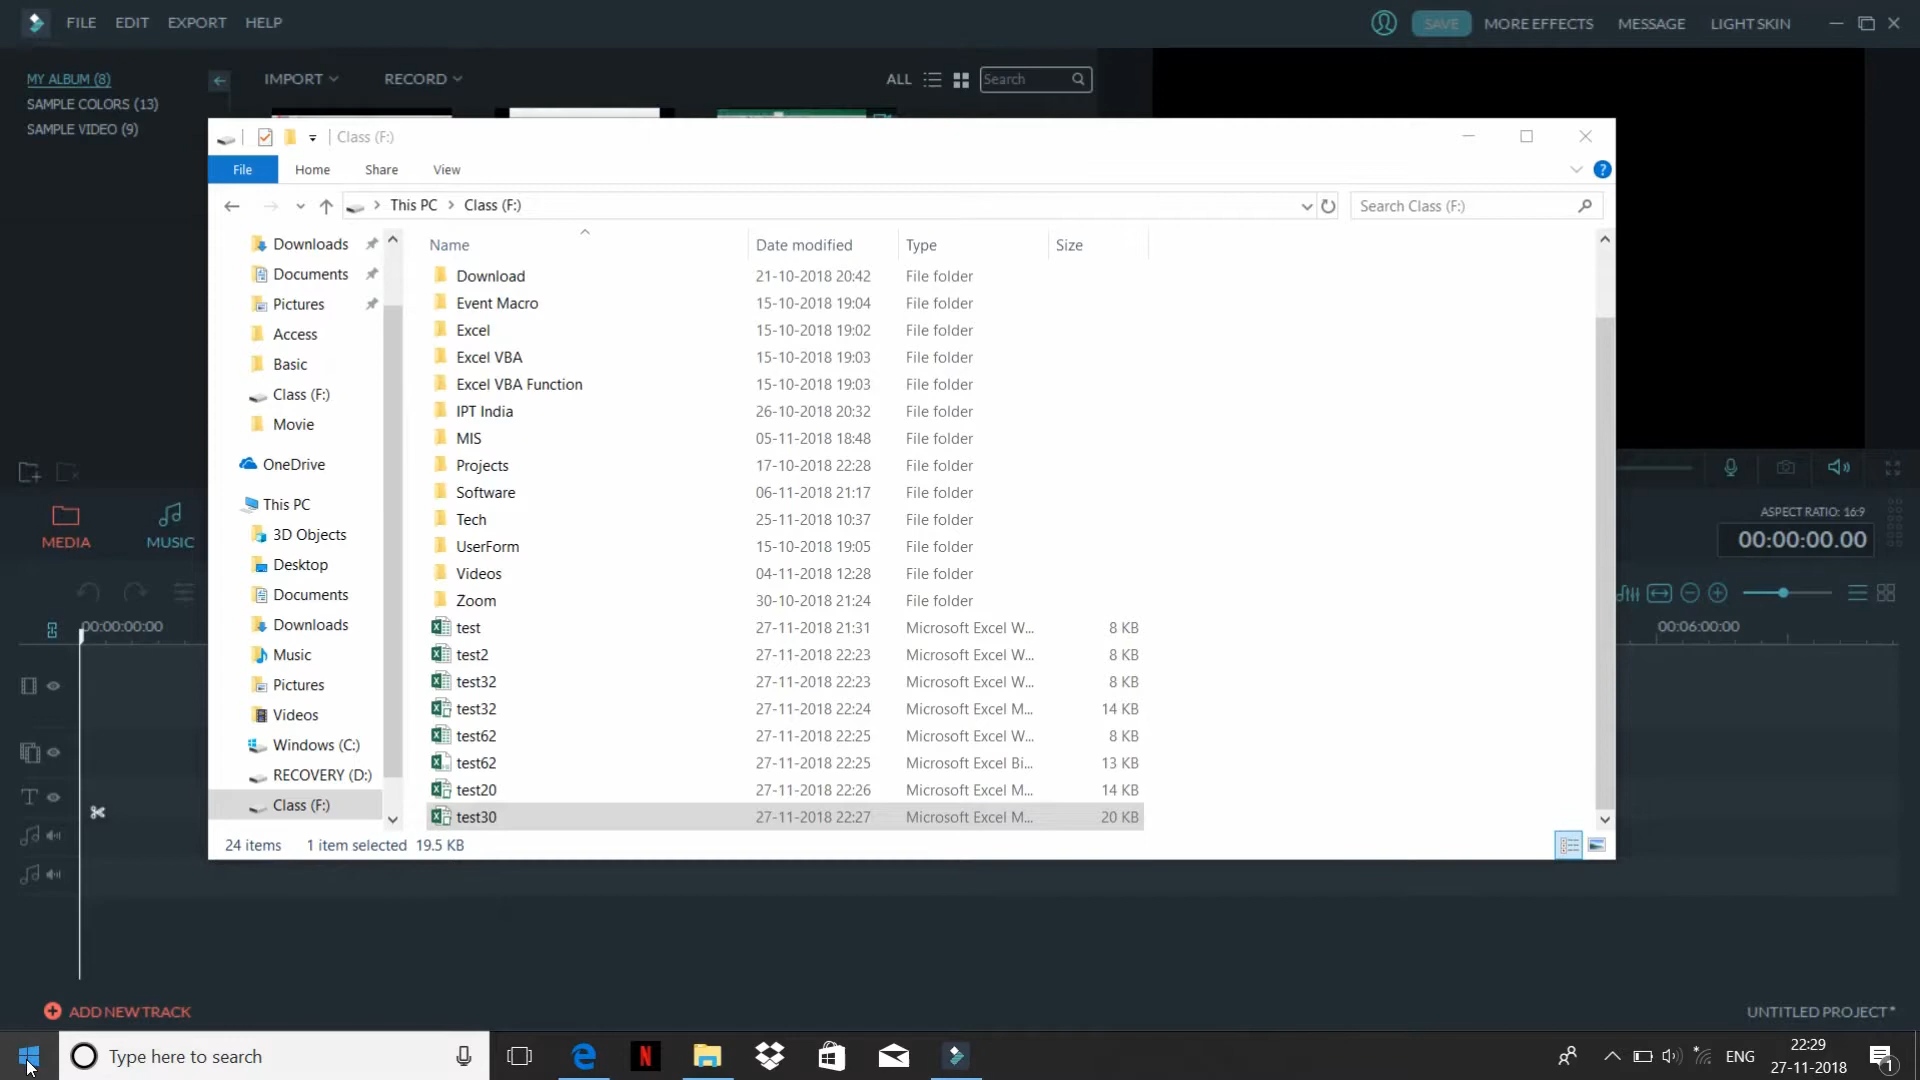 FILE EDIT EXPORT HELP
SAVE MORE EFFECTS MESSAGE LIGHT SKIN
MY ALBUM (8)
SAMPLE COLORS (13)
SAMPLE VIDEO (9)
IMPORT RECORD ALL Search
Class (F:)
File Home Share View
This PC > Class (F:) Search Class (F:)
Downloads
Documents
Pictures
Access
Basic
Class (F:)
Movie
OneDrive
This PC
3D Objects
Desktop
Documents
Downloads
Music
Pictures
Videos
Windows (C:)
RECOVERY (D:)
Class (F:)
Name Date modified Type Size
Download 21-10-2018 20:42 File folder
Event Macro 15-10-2018 19:04 File folder
Excel 15-10-2018 19:02 File folder
Excel VBA 15-10-2018 19:03 File folder
Excel VBA Function 15-10-2018 19:03 File folder
IPT India 26-10-2018 20:32 File folder
MIS 05-11-2018 18:48 File folder
Projects 17-10-2018 22:28 File folder
Software 06-11-2018 21:17 File folder
Tech 25-11-2018 10:37 File folder
UserForm 15-10-2018 19:05 File folder
Videos 04-11-2018 12:28 File folder
Zoom 30-10-2018 21:24 File folder
test 27-11-2018 21:31 Microsoft Excel W... 8 KB
test2 27-11-2018 22:23 Microsoft Excel W... 8 KB
test32 27-11-2018 22:23 Microsoft Excel W... 8 KB
test32 27-11-2018 22:24 Microsoft Excel M... 14 KB
test62 27-11-2018 22:25 Microsoft Excel W... 8 KB
test62 27-11-2018 22:25 Microsoft Excel Bi... 13 KB
test20 27-11-2018 22:26 Microsoft Excel M... 14 KB
test30 27-11-2018 22:27 Microsoft Excel M... 20 KB
24 items 1 item selected 19.5 KB
MEDIA MUSIC
ASPECT RATIO: 16:9
00:00:00.00
00:00:00:00
00:06:00:00
ADD NEW TRACK
UNTITLED PROJECT*
Type here to search
ENG
22:29
27-11-2018
1